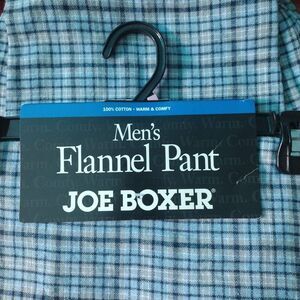 100% COTTON • WARM & COMFY
Men's
Flannel Pant
JOE BOXER®